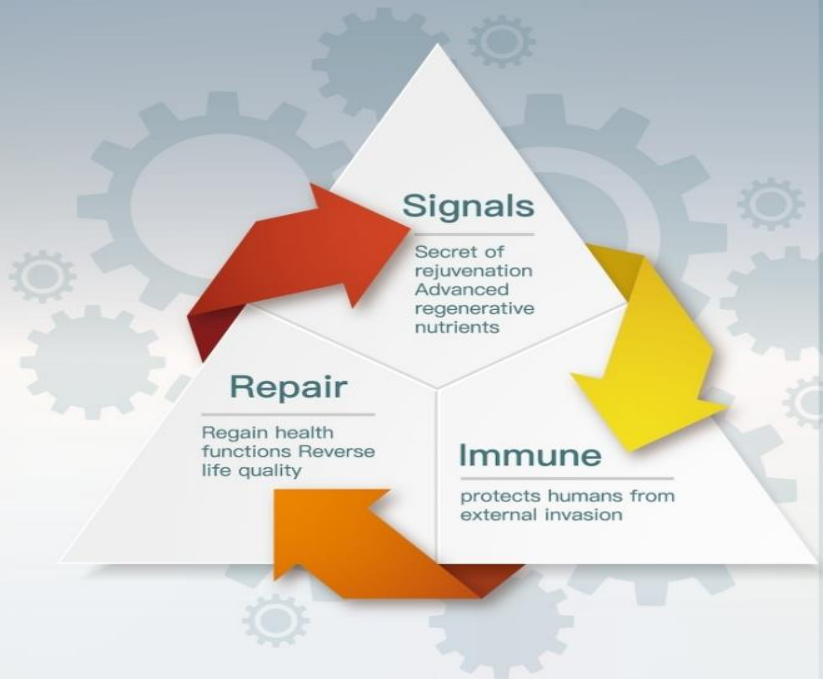 Signals
Secret of
rejuvenation
Advanced
regenerative
nutrients
Repair
Regain health
functions Reverse
life quality
Immune
protects humans from
external invasion